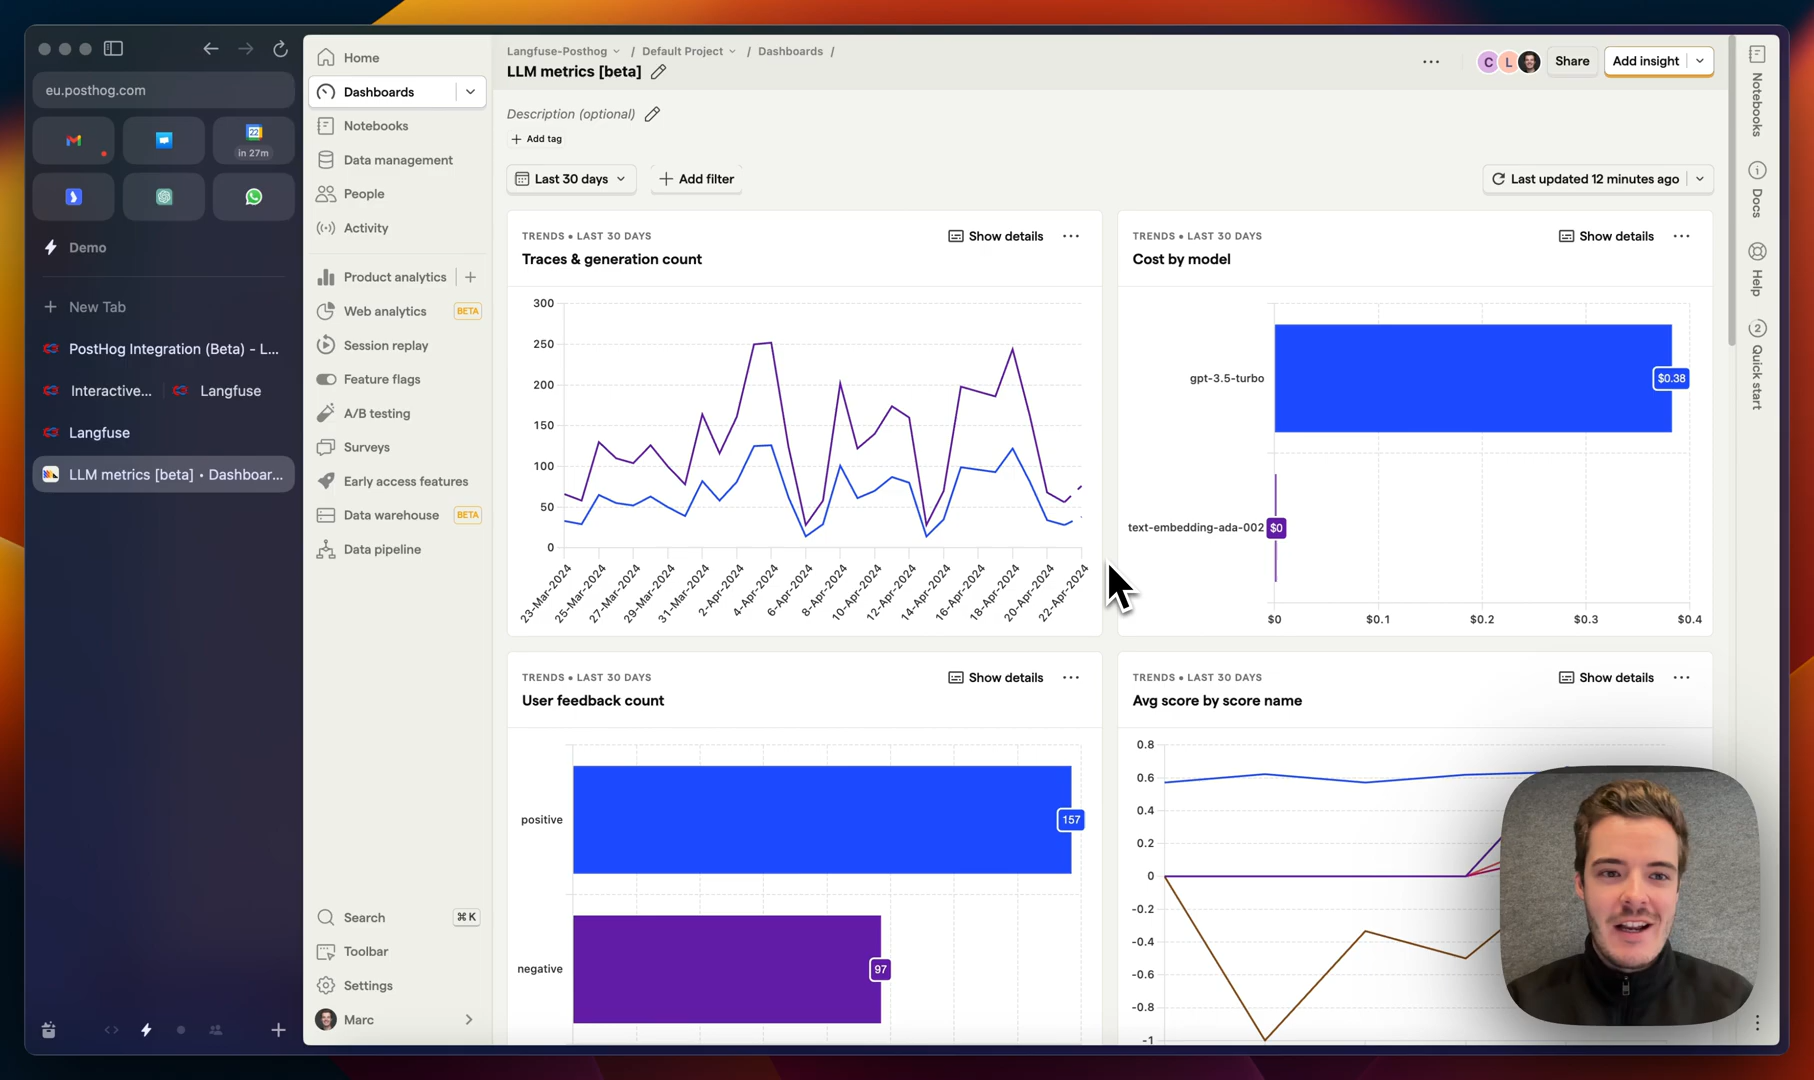 eu.posthog.com
22
in 27m
Demo
New Tab
PostHog Integration (Beta) - L...
Interactive...
Langfuse
Langfuse
LLM metrics [beta] • Dashboar...
Home
Dashboards
Notebooks
Data management
People
Activity
Product analytics
Web analytics BETA
Session replay
Feature flags
A/B testing
Surveys
Early access features
Data warehouse BETA
Data pipeline
Search ⌘K
Toolbar
Settings
Marc
Langfuse-Posthog / Default Project / Dashboards /
LLM metrics [beta]
C L
Share
Add insight
Description (optional)
Add tag
Last 30 days
Add filter
Last updated 12 minutes ago
TRENDS • LAST 30 DAYS
Show details
Traces & generation count
300
250
200
150
100
50
0
23-Mar-2024
25-Mar-2024
27-Mar-2024
29-Mar-2024
31-Mar-2024
2-Apr-2024
4-Apr-2024
6-Apr-2024
8-Apr-2024
10-Apr-2024
12-Apr-2024
14-Apr-2024
16-Apr-2024
18-Apr-2024
20-Apr-2024
22-Apr-2024
TRENDS • LAST 30 DAYS
Show details
Cost by model
gpt-3.5-turbo
$0.38
text-embedding-ada-002
$0
$0
$0.1
$0.2
$0.3
$0.4
TRENDS • LAST 30 DAYS
Show details
User feedback count
positive
157
negative
97
TRENDS • LAST 30 DAYS
Show details
Avg score by score name
0.8
0.6
0.4
0.2
0
-0.2
-0.4
-0.6
-0.8
-1
Notebooks
Docs
Help
2
Quick start